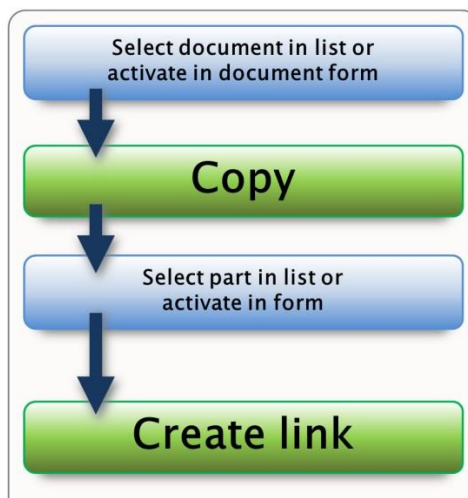 Select document in list or
activate in document form
Copy
Select part in list or
activate in form
Create link